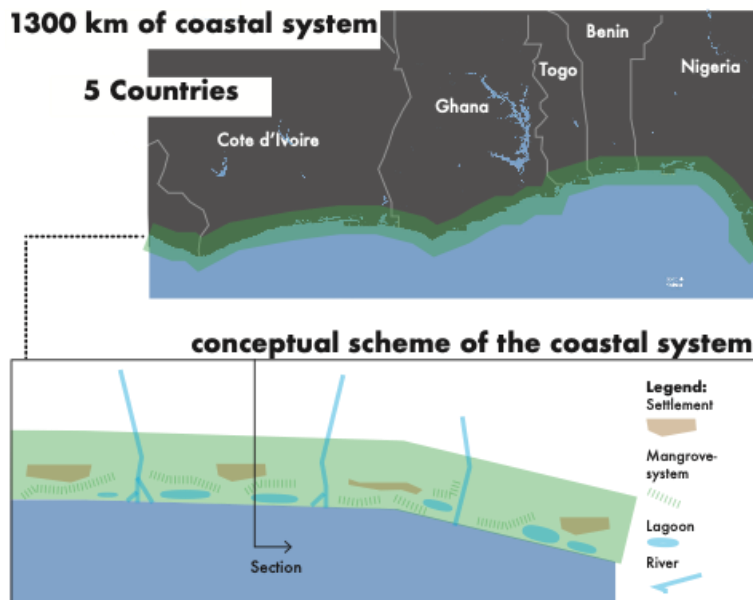 1300 km of coastal system
5 Countries
Benin
Togo
Nigeria
Ghana
Cote d'Ivoire
conceptual scheme of the coastal system
Legend:
Settlement
Mangrove-
system
Lagoon
River
Section